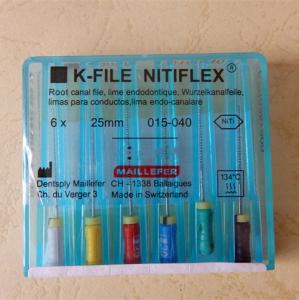 K-FILE NITIFLEX®
Root canal file, lime endodontique, Wurzelkanalfeile,
limas para conductos,lima endo-canalare
6 x 25mm 015-040
NiTi
MAILLEFER
134°C
Dentsply Maillefer CH – 1338 Ballaigues
Ch. du Verger 3 Made in Switzerland